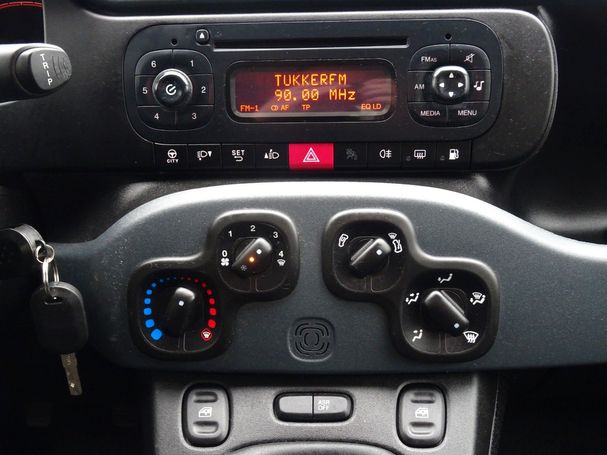 TRIP
TUKKERFM
90.00 MHz
FM-1 CD AF TP EQ LD
6
5
4
1
2
3
FMAS
AM
MEDIA
MENU
CITY
SET
0 1 2 3 4
ASR
OFF